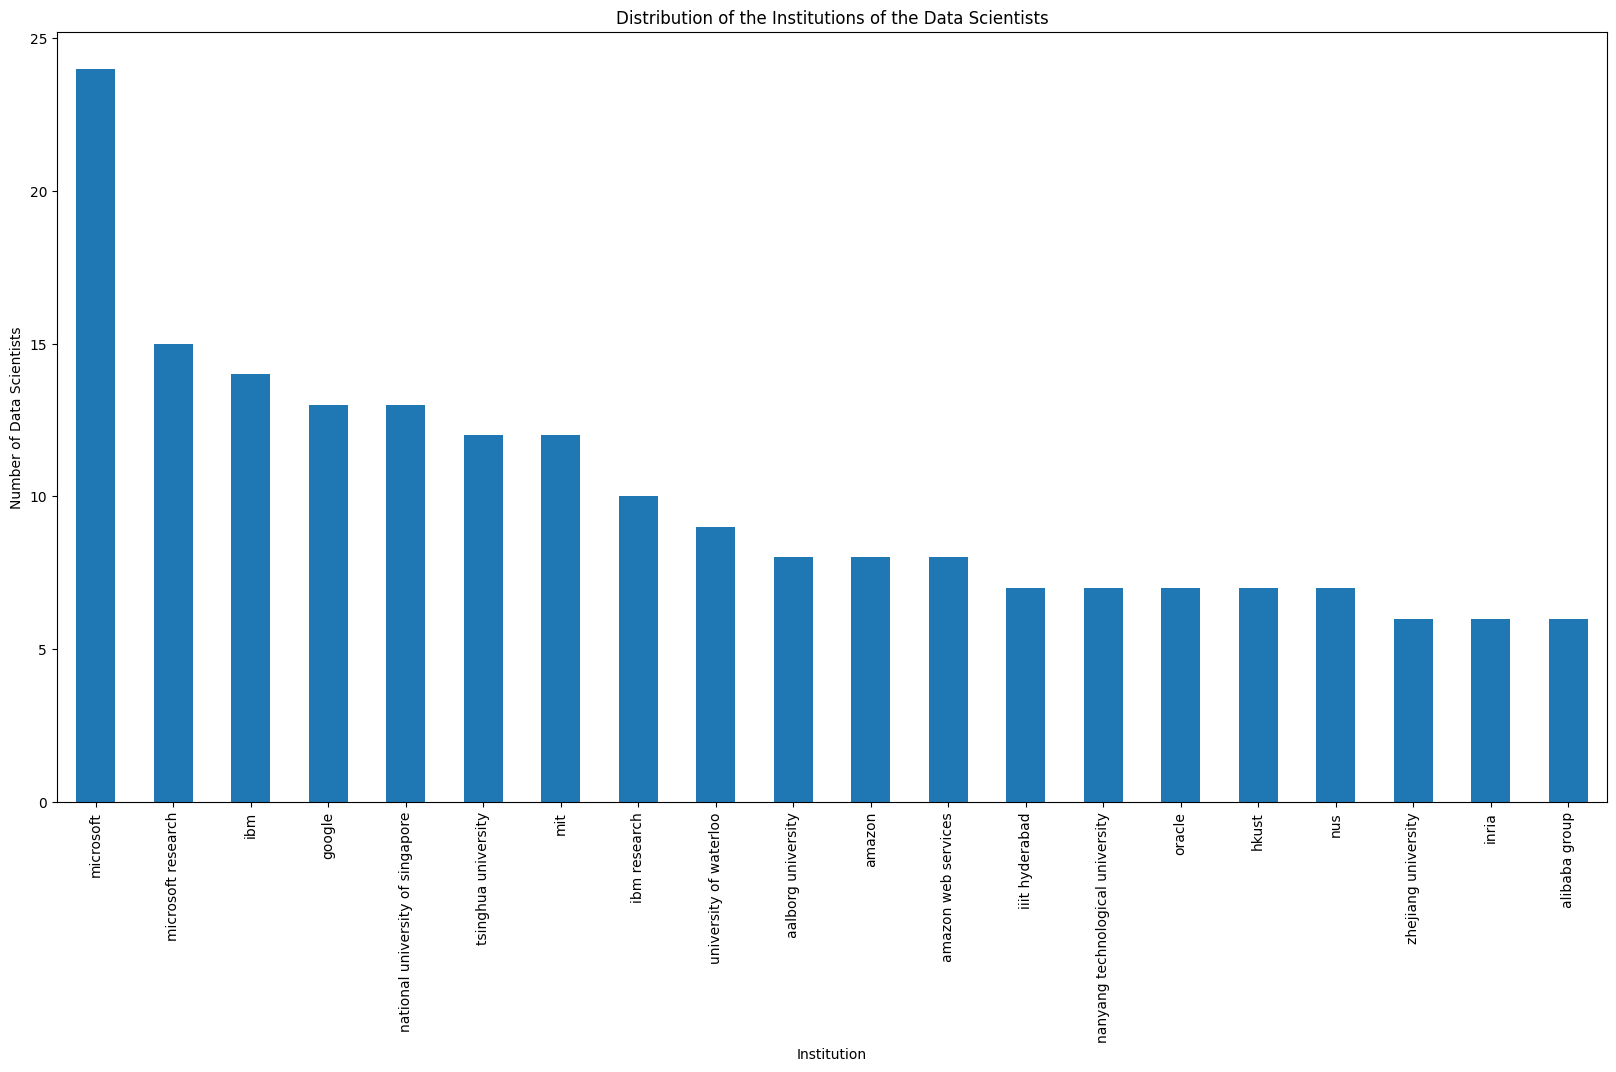 Distribution of the Institutions of the Data Scientists
25
20
15
10
5
0
Number of Data Scientists
microsoft
microsoft research
ibm
google
national university of singapore
tsinghua university
mit
ibm research
university of waterloo
aalborg university
amazon
amazon web services
iiit hyderabad
nanyang technological university
oracle
hkust
nus
zhejiang university
inria
alibaba group
Institution